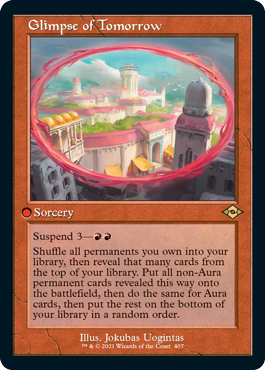 Glimpse of Tomorrow
Sorcery
Suspend 3—
Shuffle all permanents you own into
your library, then reveal that many cards from
the top of your library. Put all non-Aura
permanent cards revealed this way onto
the battlefield, then do the same for Aura
cards, then put the rest on the bottom
of your library in a random order.
Illus. Jokubas Uogintas
™ & © 2021 Wizards of the Coast 407